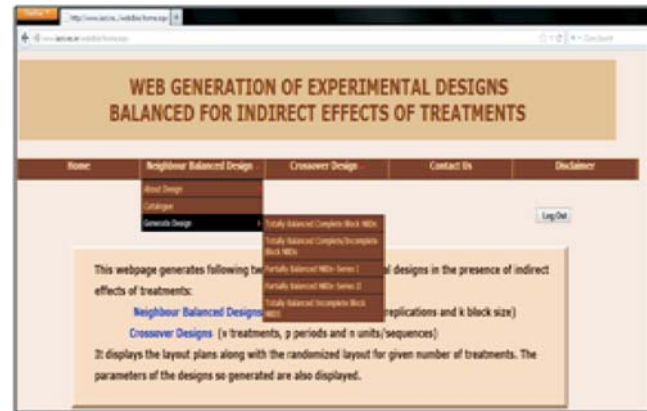 WEB GENERATION OF EXPERIMENTAL DESIGNS
BALANCED FOR INDIRECT EFFECTS OF TREATMENTS
Home Neighbour Balanced Design Crossover Design Contact Us Disclaimer
About Design
Catalogue
Generate Design
Log Out
Totally Balanced Complete Block NBDs
Totally Balanced Complete/Incomplete
Block NBDs
Partially Balanced NBDs-Series I
Partially Balanced NBDs-Series II
Totally Balanced Incomplete Block
This webpage generates following designs in the presence of indirect
effects of treatments:
Neighbour Balanced Designs replications and k block size)
Crossover Designs (v treatments, p periods and n units/sequences)
It displays the layout plans along with the randomized layout for given number of treatments. The
parameters of the designs so generated are also displayed.